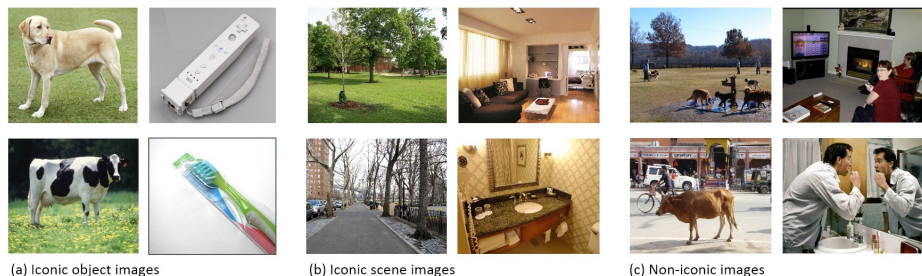 (a) Iconic object images
(b) Iconic scene images
(c) Non-iconic images